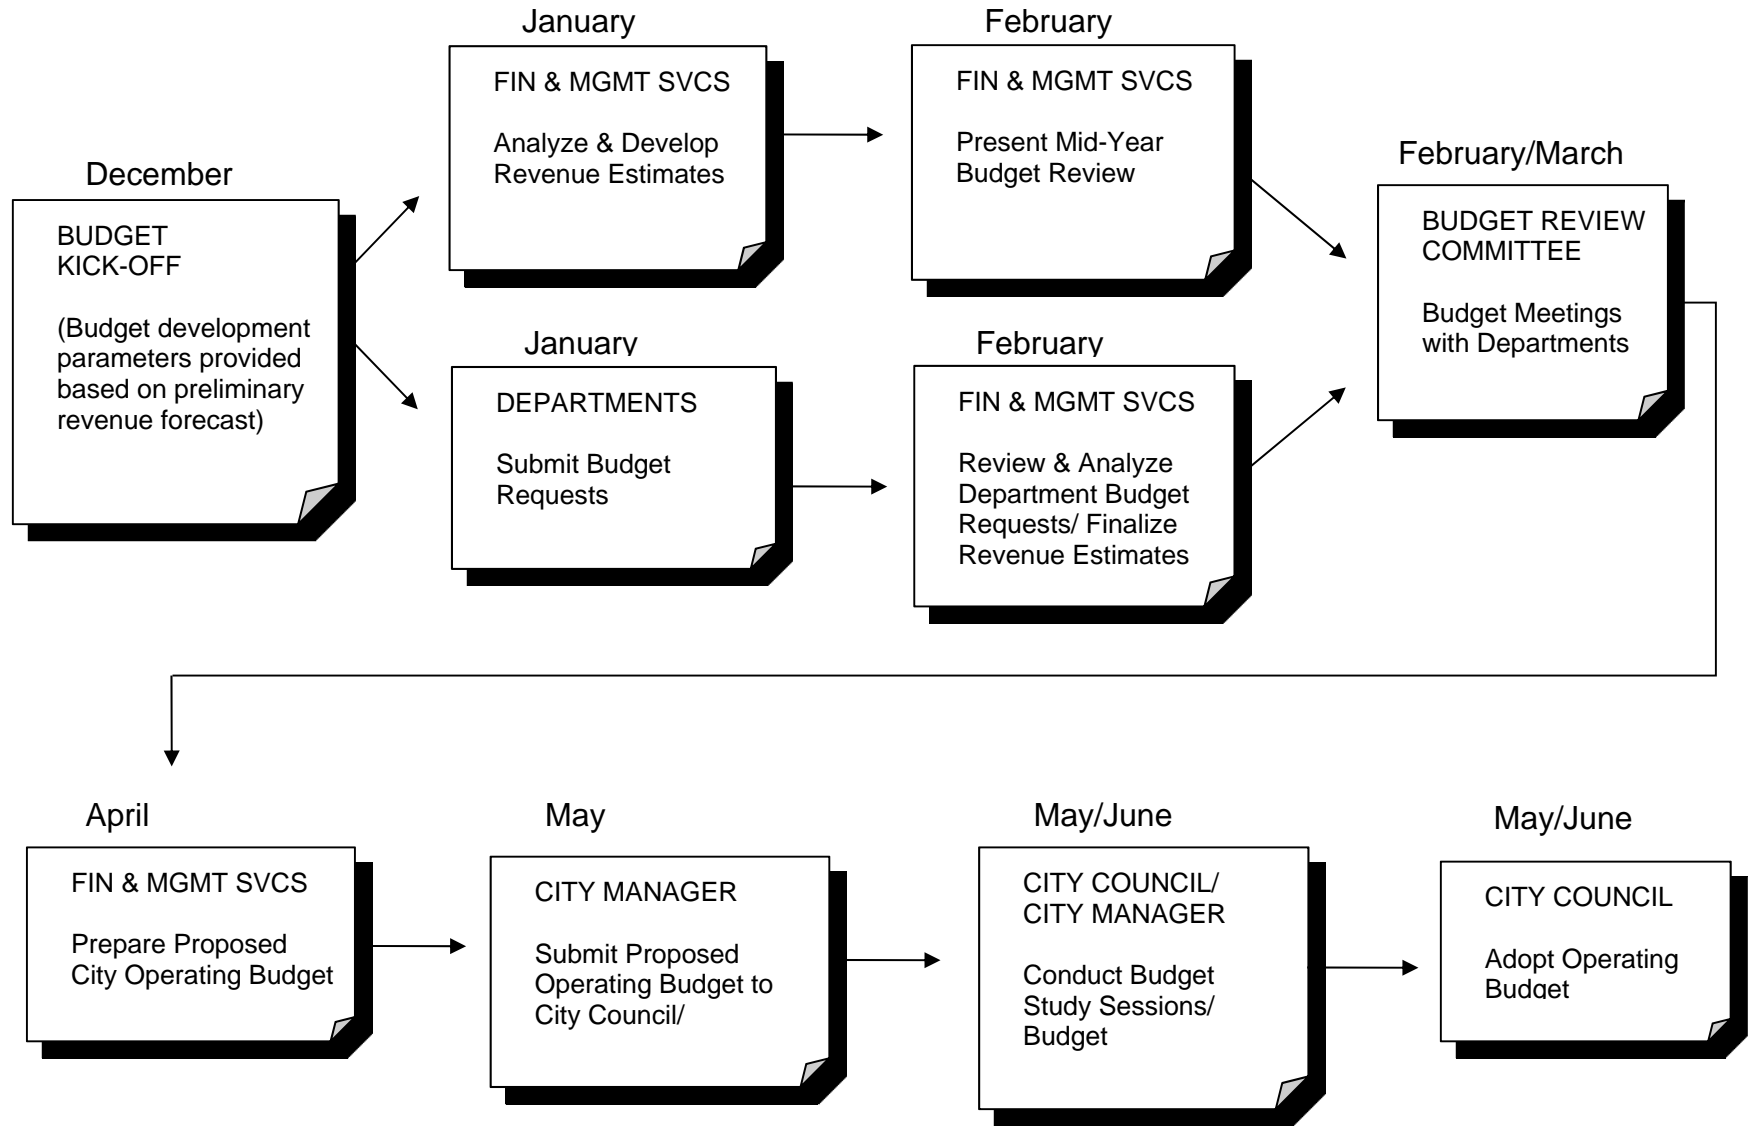 December
BUDGET
KICK-OFF
(Budget development
parameters provided
based on preliminary
revenue forecast)
January
FIN & MGMT SVCS
Analyze & Develop
Revenue Estimates
February
FIN & MGMT SVCS
Present Mid-Year
Budget Review
January
DEPARTMENTS
Submit Budget
Requests
February
FIN & MGMT SVCS
Review & Analyze
Department Budget
Requests/ Finalize
Revenue Estimates
February/March
BUDGET REVIEW
COMMITTEE
Budget Meetings
with Departments
April
FIN & MGMT SVCS
Prepare Proposed
City Operating Budget
May
CITY MANAGER
Submit Proposed
Operating Budget to
City Council/
May/June
CITY COUNCIL/
CITY MANAGER
Conduct Budget
Study Sessions/
Budget
May/June
CITY COUNCIL
Adopt Operating
Budget